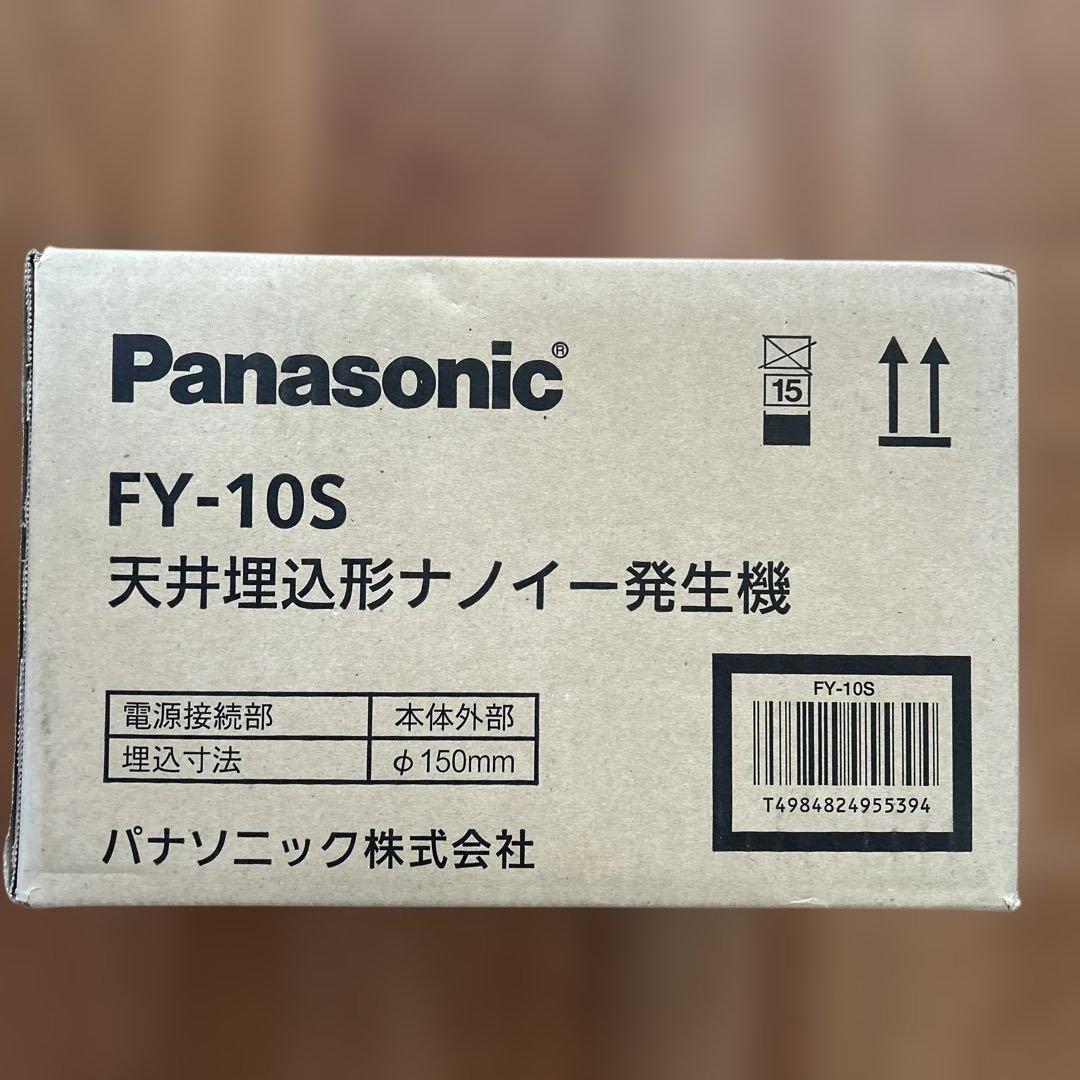 Panasonic®
15
FY-10S
天井埋込形ナノイー発生機
電源接続部 本体外部
埋込寸法 φ150mm
FY-10S
T4984824955394
パナソニック株式会社